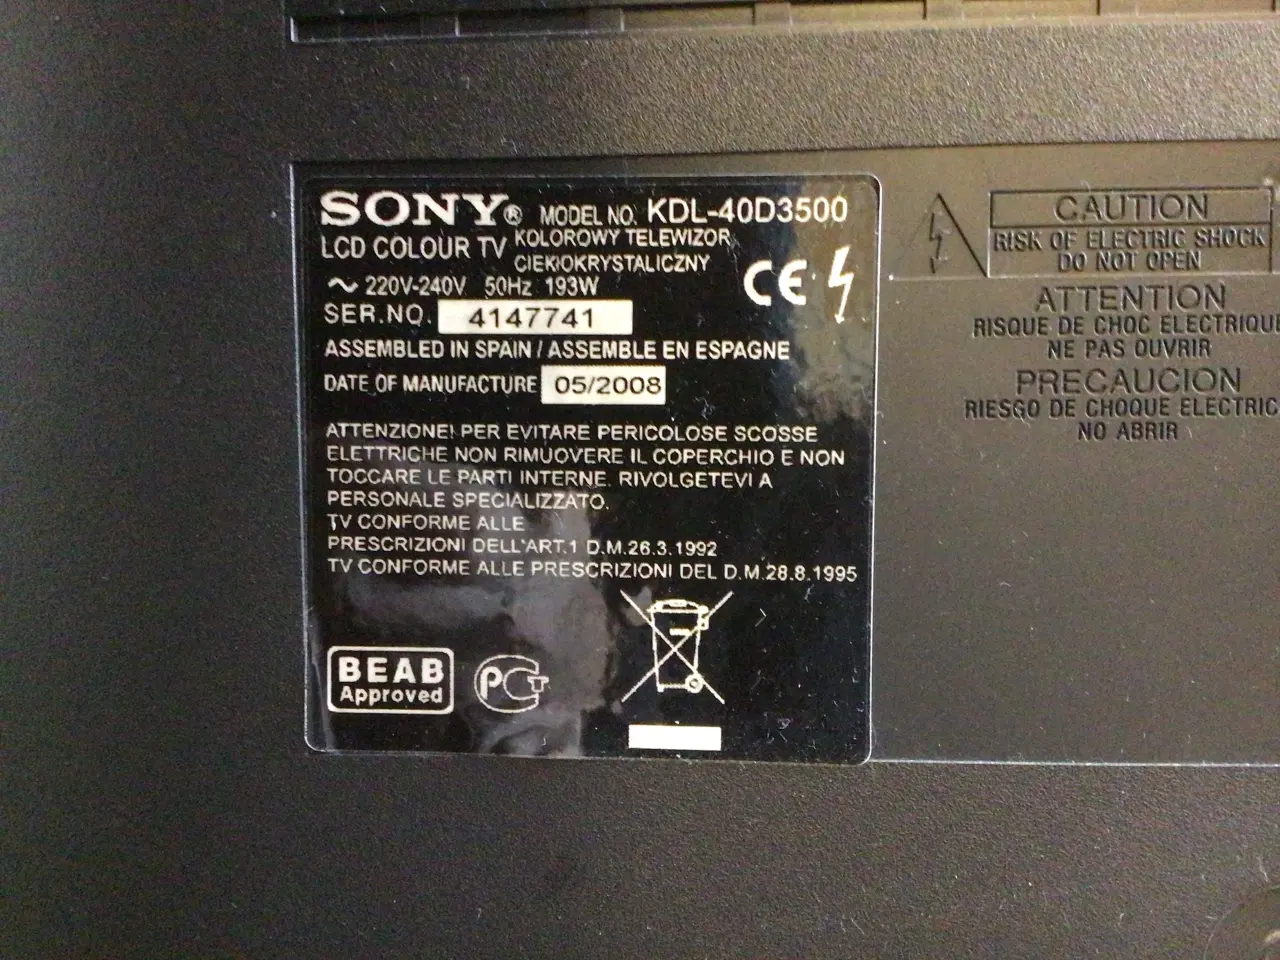 SONY® MODEL NO. KDL-40D3500
LCD COLOUR TV KOLOROWY TELEWIZOR
CIEKŁOKRYSTALICZNY
~ 220V-240V 50Hz 193W
CE
SER.NO. 4147741
ASSEMBLED IN SPAIN / ASSEMBLE EN ESPAGNE
DATE OF MANUFACTURE 05/2008
ATTENZIONE! PER EVITARE PERICOLOSE SCOSSE
ELETTRICHE NON RIMUOVERE IL COPERCHIO E NON
TOCCARE LE PARTI INTERNE. RIVOLGETEVI A
PERSONALE SPECIALIZZATO.
TV CONFORME ALLE
PRESCRIZIONI DELL'ART.1 D.M.26.3.1992
TV CONFORME ALLE PRESCRIZIONI DEL D.M.28.8.1995
BEAB
Approved
PCT
CAUTION
RISK OF ELECTRIC SHOCK
DO NOT OPEN
ATTENTION
RISQUE DE CHOC ELECTRIQUE
NE PAS OUVRIR
PRECAUCION
RIESGO DE CHOQUE ELECTRIC
NO ABRIR